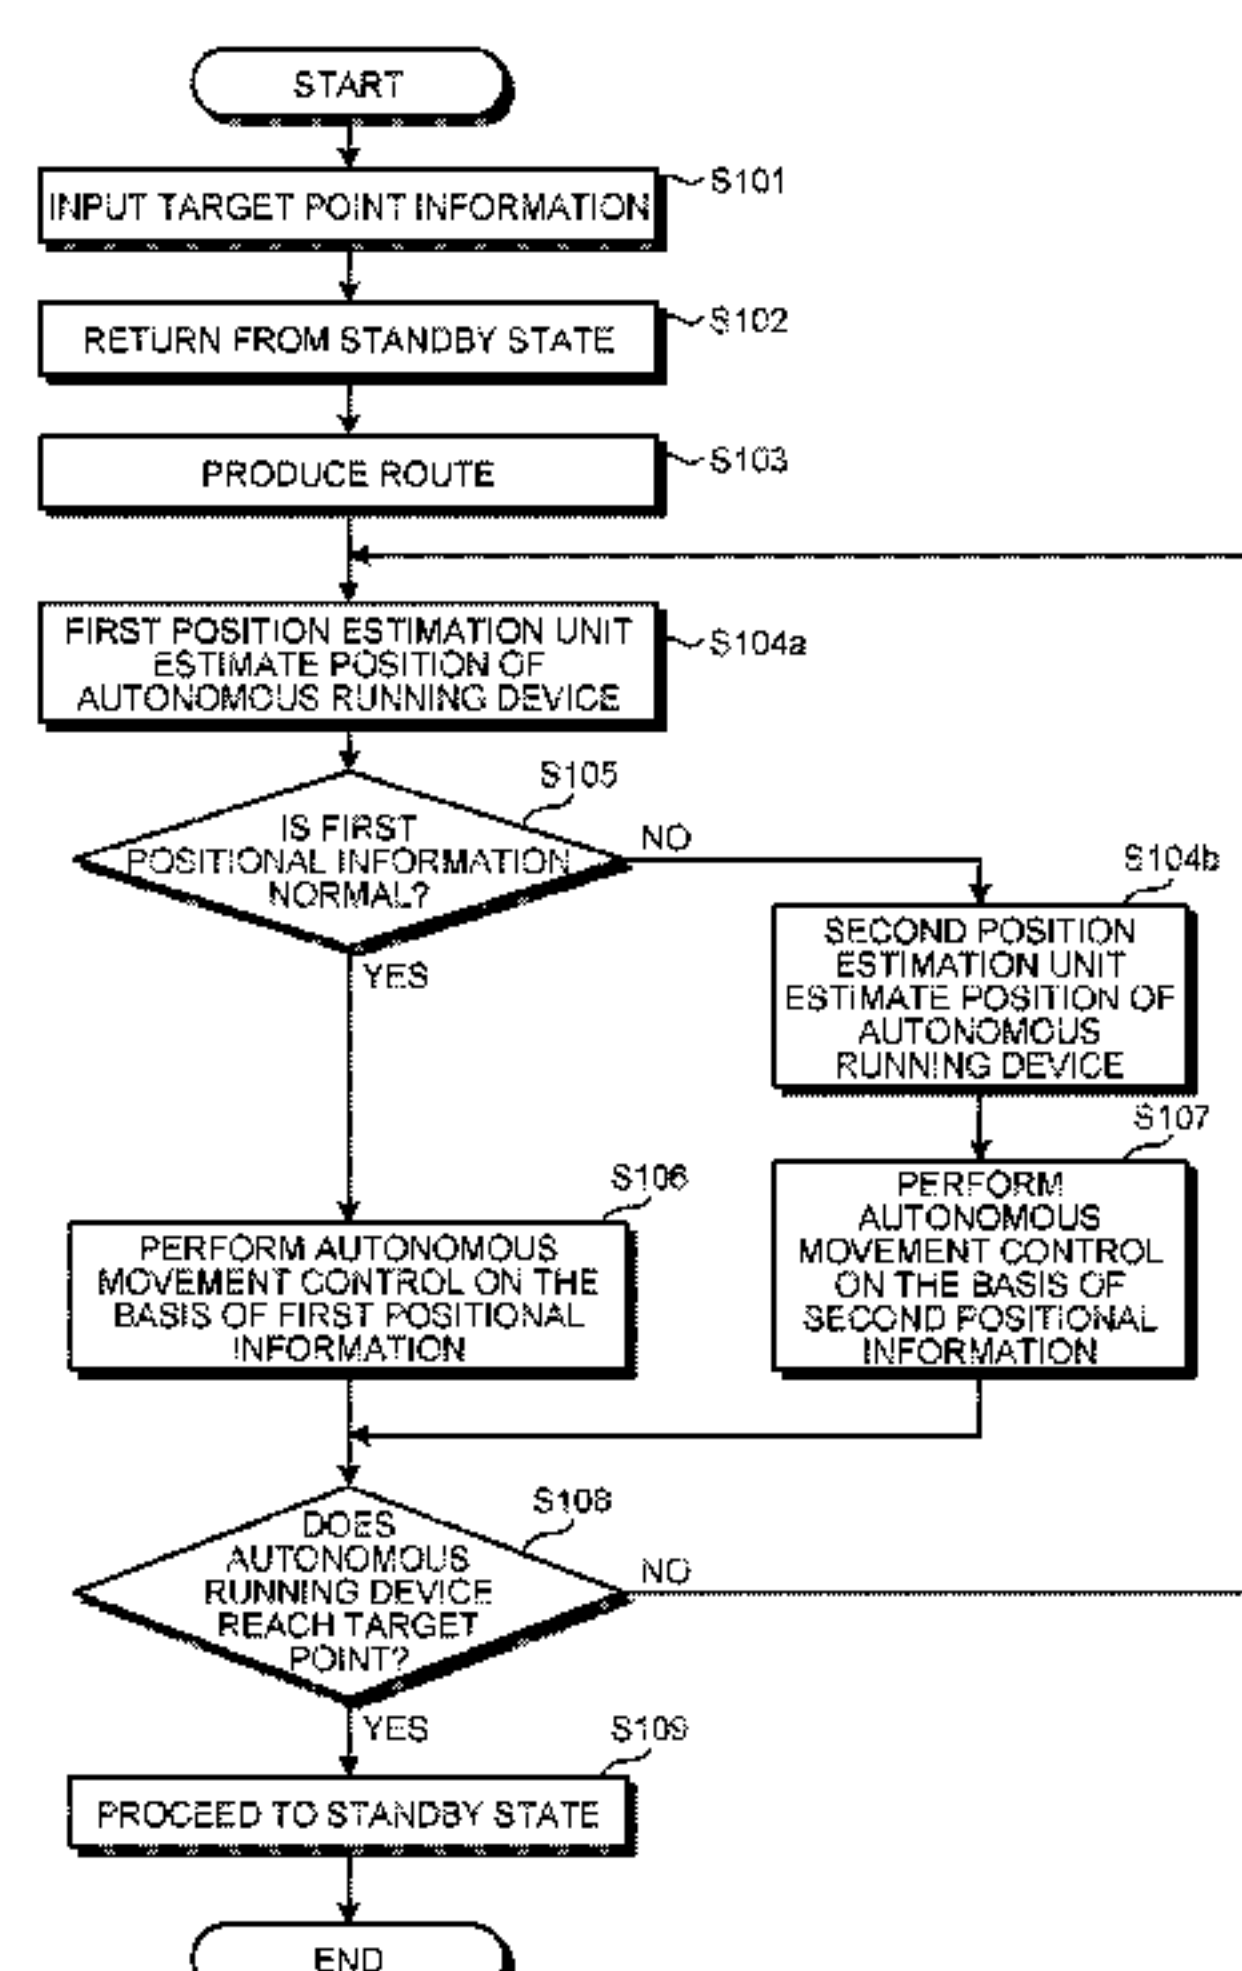 START
INPUT TARGET POINT INFORMATION
S101
RETURN FROM STANDBY STATE
S102
PRODUCE ROUTE
S103
FIRST POSITION ESTIMATION UNIT
ESTIMATE POSITION OF
AUTONOMOUS RUNNING DEVICE
S104a
S105
IS FIRST
POSITIONAL INFORMATION
NORMAL?
NO
YES
S104b
SECOND POSITION
ESTIMATION UNIT
ESTIMATE POSITION OF
AUTONOMOUS
RUNNING DEVICE
S107
PERFORM
AUTONOMOUS
MOVEMENT CONTROL
ON THE BASIS OF
SECOND POSITIONAL
INFORMATION
S106
PERFORM AUTONOMOUS
MOVEMENT CONTROL ON THE
BASIS OF FIRST POSITIONAL
INFORMATION
S108
DOES
AUTONOMOUS
RUNNING DEVICE
REACH TARGET
POINT?
NO
YES
S109
PROCEED TO STANDBY STATE
END